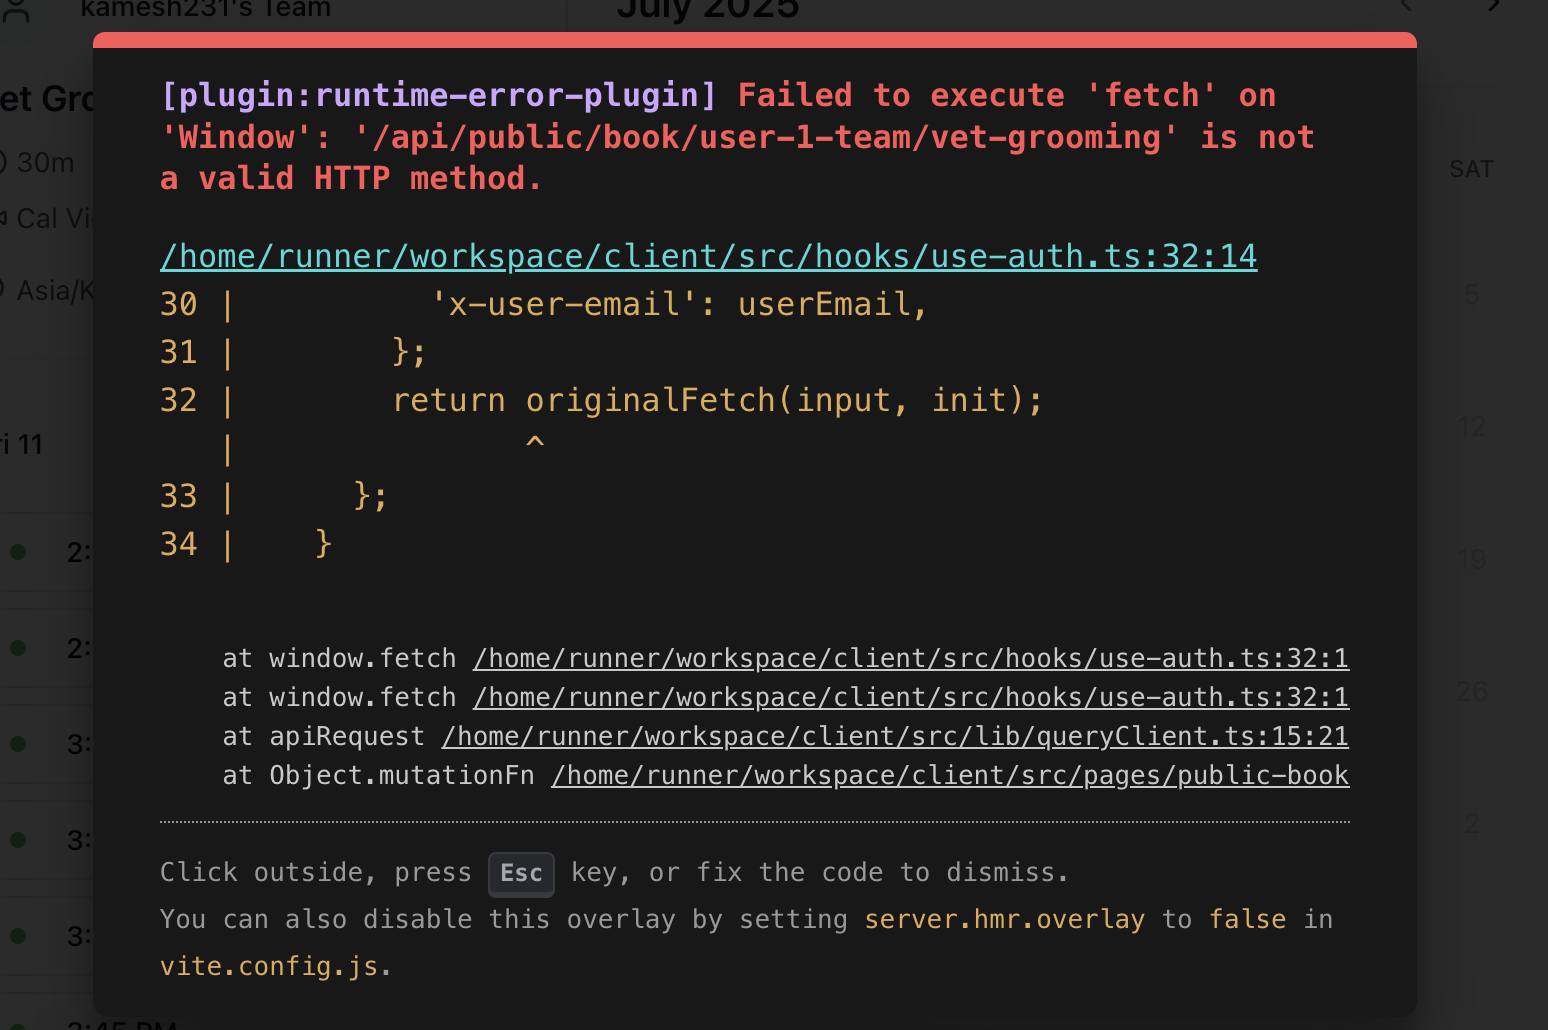 kamesh231's Team
July 2025
[plugin:runtime-error-plugin] Failed to execute 'fetch' on
'Window': '/api/public/book/user-1-team/vet-grooming' is not
a valid HTTP method.
et Gro
30m
SAT
Cal Vi
/home/runner/workspace/client/src/hooks/use-auth.ts:32:14
Asia/K
5
30 | 'x-user-email': userEmail,
31 | };
32 | return originalFetch(input, init);
| ^
33 | };
34 | }
12
ri 11
2:
19
at window.fetch /home/runner/workspace/client/src/hooks/use-auth.ts:32:1
2:
at window.fetch /home/runner/workspace/client/src/hooks/use-auth.ts:32:1
26
at apiRequest /home/runner/workspace/client/src/lib/queryClient.ts:15:21
3:
at Object.mutationFn /home/runner/workspace/client/src/pages/public-book
2
3:
Click outside, press Esc key, or fix the code to dismiss.
You can also disable this overlay by setting server.hmr.overlay to false in
3:
vite.config.js.
3:45 PM